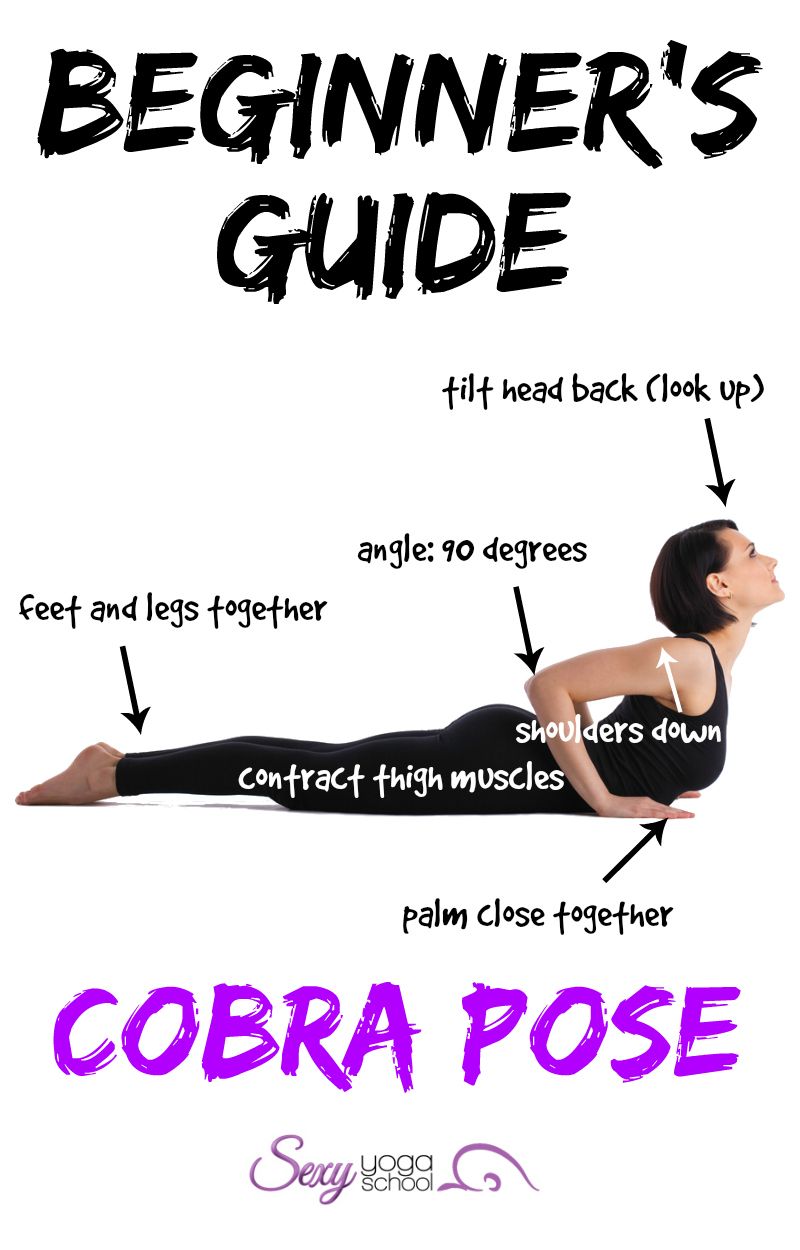 BEGINNER'S
GUIDE
tilt head back (look up)
angle: 90 degrees
feet and legs together
shoulders down
contract thigh muscles
palm close together
COBRA POSE
Sexy yoga
school